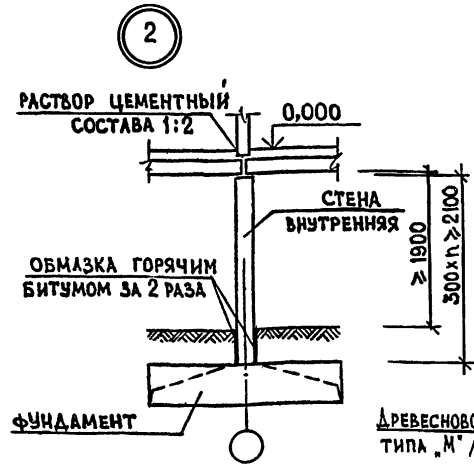 2
РАСТВОР ЦЕМЕНТНЫЙ
СОСТАВА 1:2
0,000
СТЕНА
ВНУТРЕННЯЯ
≥ 1900
300×n ≥ 2100
ОБМАЗКА ГОРЯЧИМ
БИТУМОМ ЗА 2 РАЗА
ФУНДАМЕНТ
ТИПА „М"